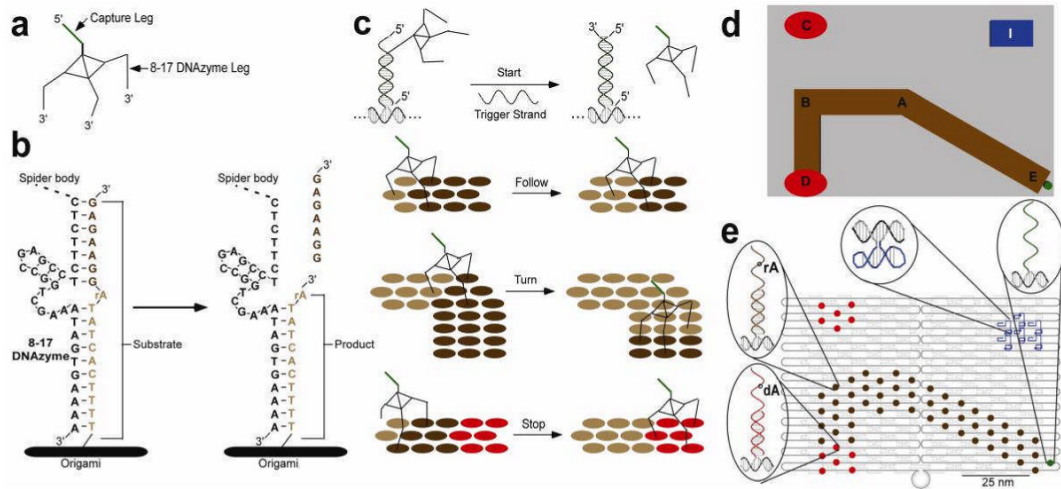 a
5'
Capture Leg
8-17 DNAzyme Leg
3'
3'
3'
b
Spider body
3'
C G
T A
C G
T A
T A
C G
T G
rA
A T
T A
A T
G C
T A
G C
A T
A T
A T
A T
8-17
DNAzyme
Substrate
3'
Origami
Spider body
3'
G
A
G
A
A
G
G
C
T
C
T
T
C
T
3'
rA
A T
T A
A T
G C
T A
G C
A T
A T
A T
A T
Product
3'
Origami
c
3'
5'
5'
Start
Trigger Strand
3'
5'
5'
Follow
Turn
Stop
d
C
I
B
A
D
E
e
rA
dA
25 nm